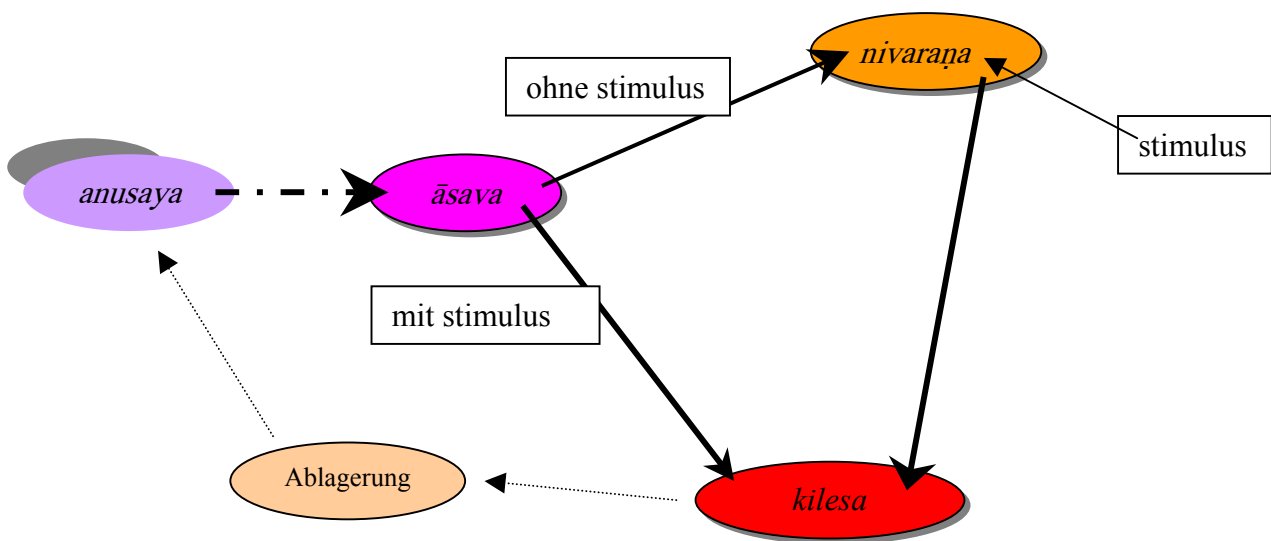 nivaraṇa
ohne stimulus
stimulus
anusaya
āsava
mit stimulus
Ablagerung
kilesa